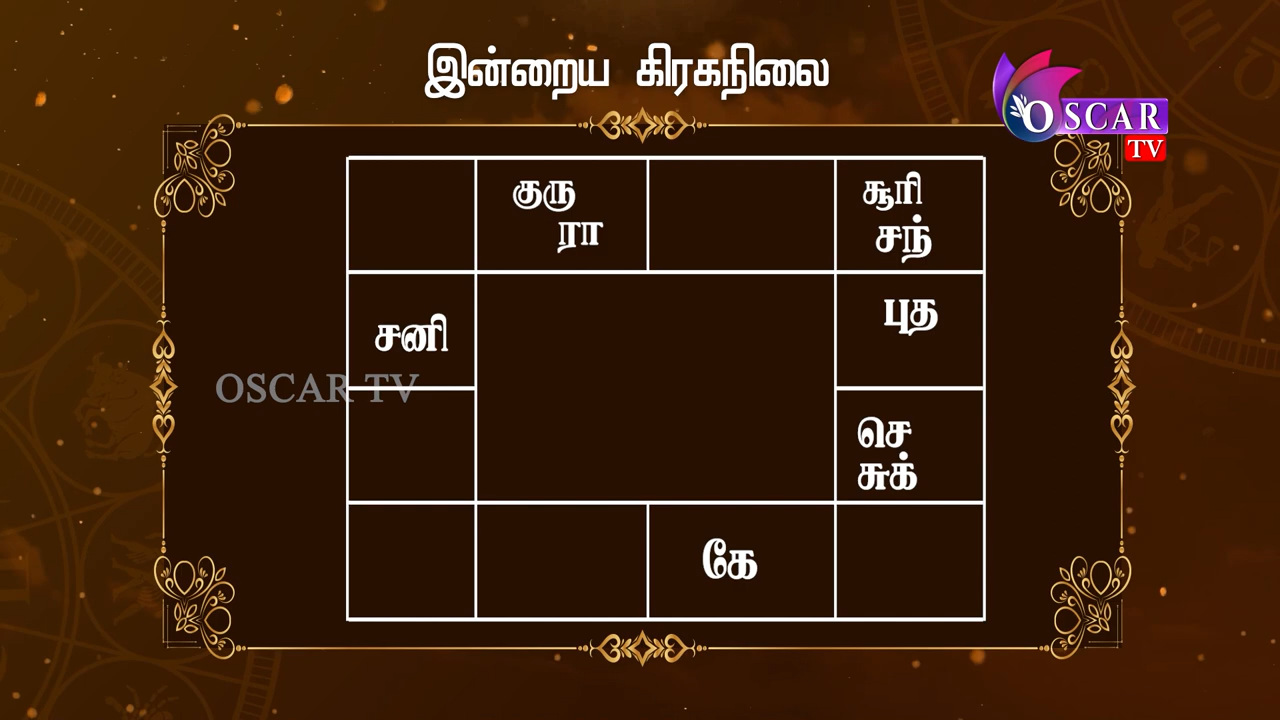 இன்றைய கிரகநிலை
OSCAR
TV
குரு
ரா
சூரி
சந்
சனி
புத
OSCAR TV
செ
சுக்
கே